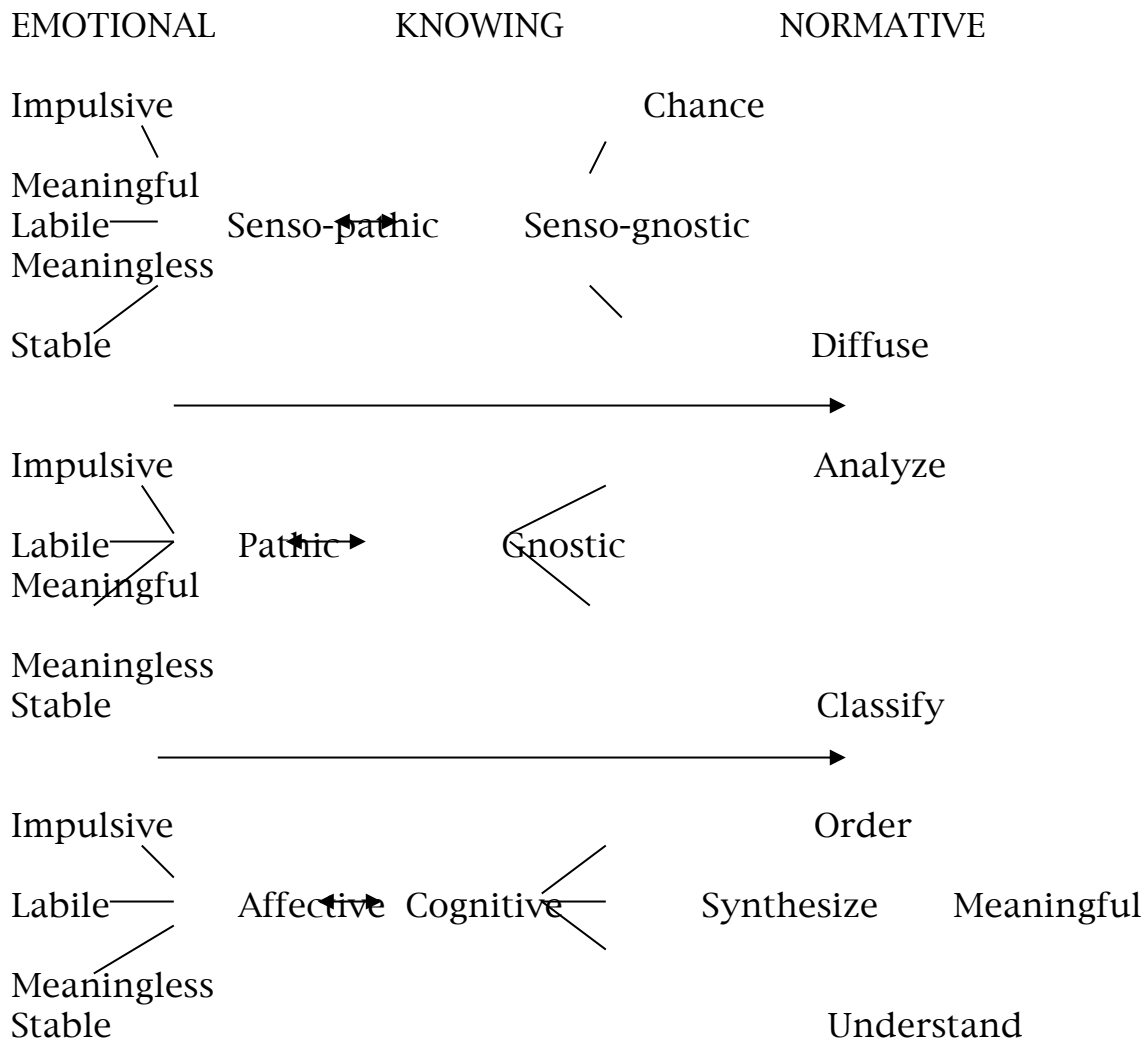 EMOTIONAL KNOWING NORMATIVE
Impulsive Chance
Meaningful
Labile Senso-pathic Senso-gnostic
Meaningless
Stable Diffuse
Impulsive Analyze
Labile Pathic Gnostic
Meaningful
Meaningless
Stable Classify
Impulsive Order
Labile Affective Cognitive Synthesize Meaningful
Meaningless
Stable Understand